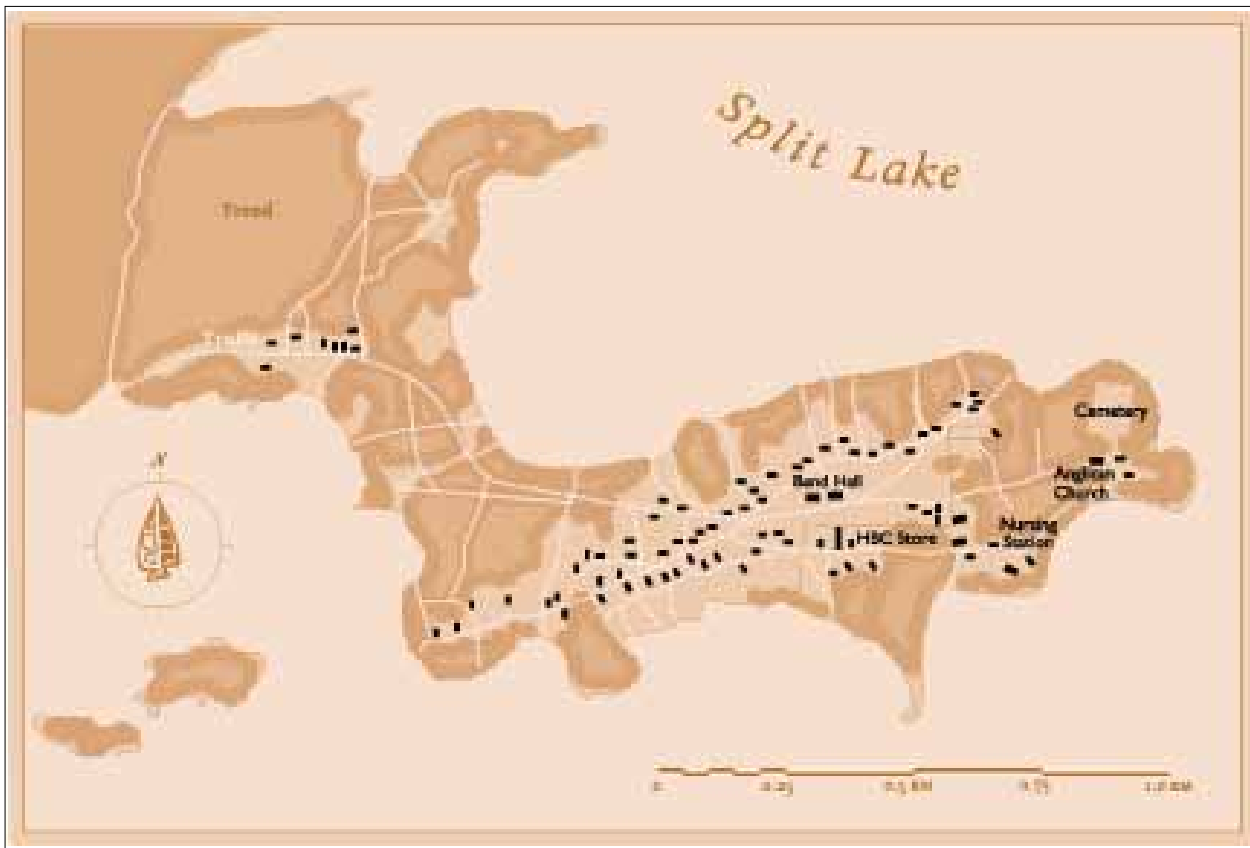 Split Lake
Treed
Cemetery
Band Hall
Anglican
Church
Nursing
Station
HBC Store
N
0 0.25 0.5 KM 0.75 1.0 KM